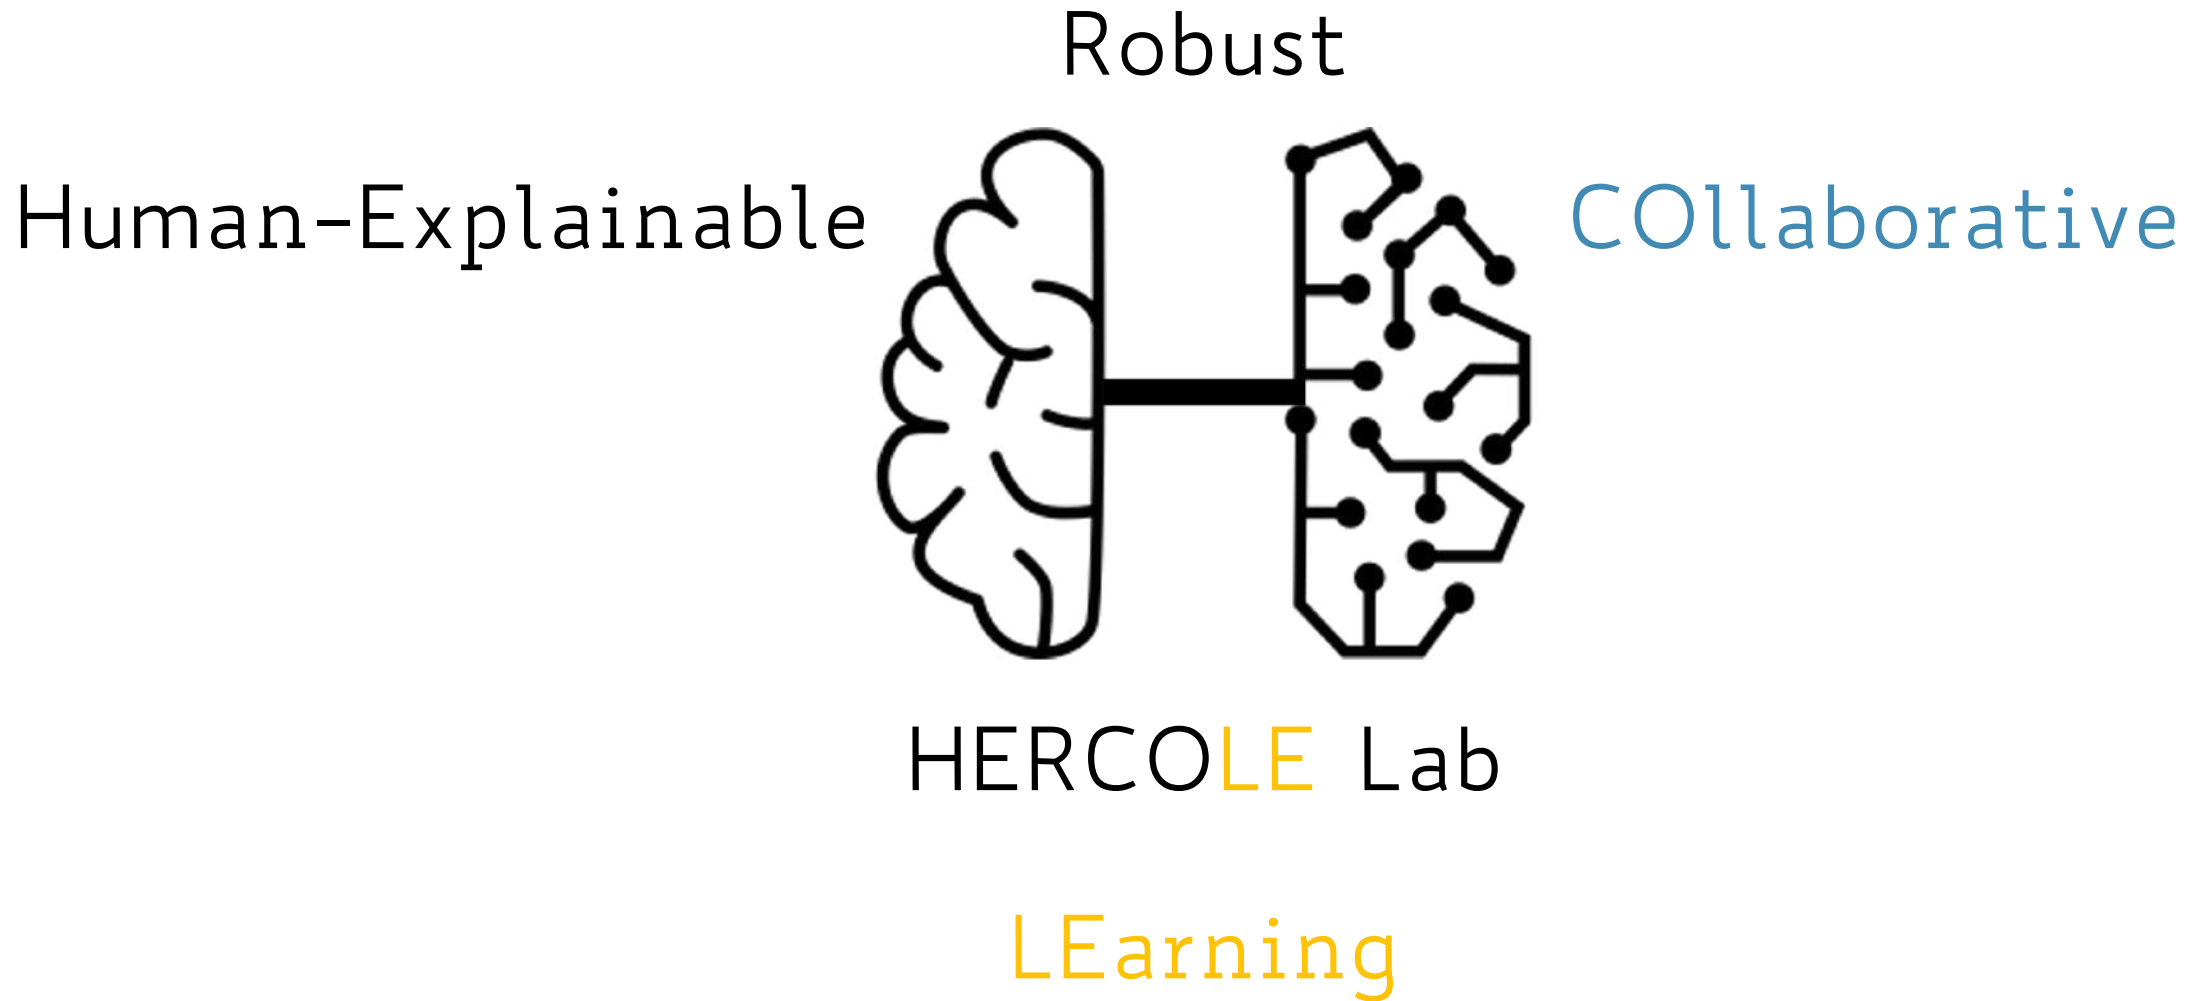 Robust
Human-Explainable
COllaborative
HERCOLE Lab
LEarning